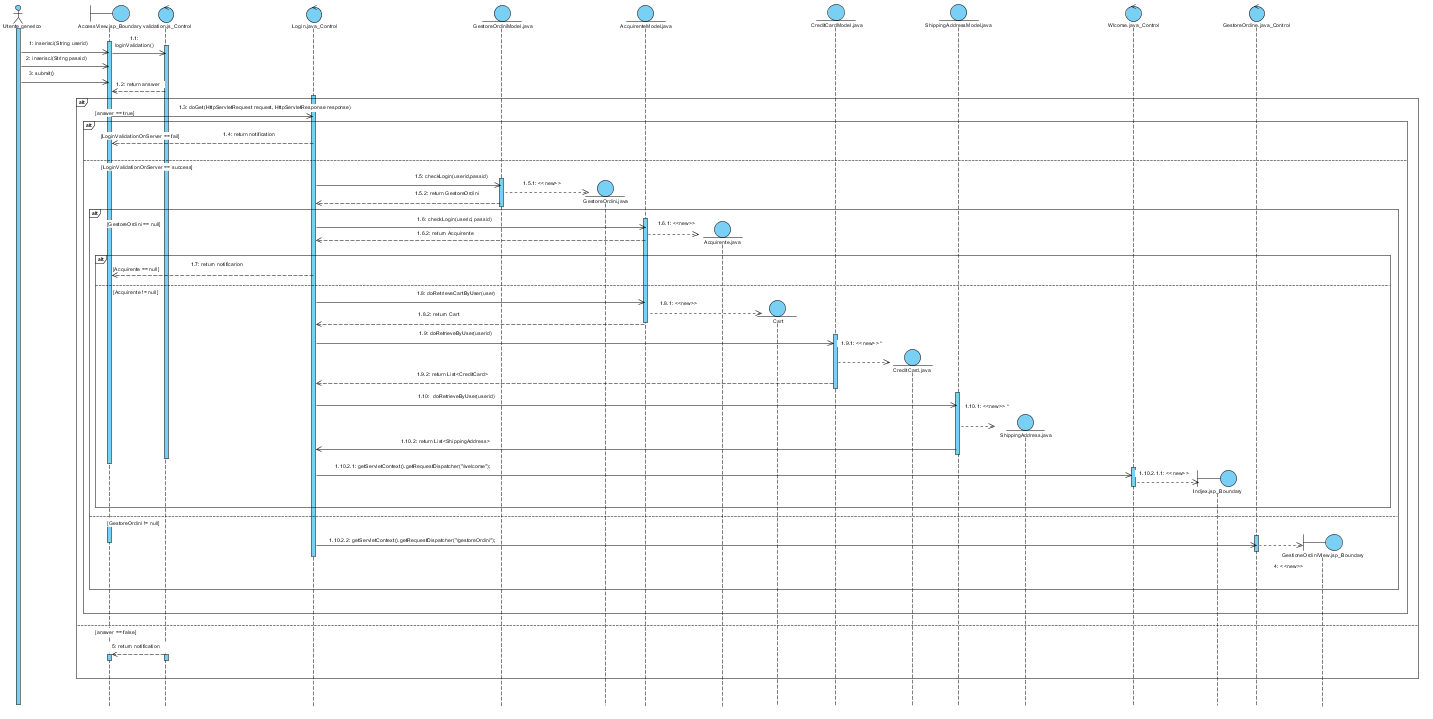 Utente generico
AccessView.jsp_Boundary
validation.js_Control
Login.java_Control
GestoreOrdiniModel.java
AcquirenteModel.java
CreditCardModel.java
ShippingAddressModel.java
Wlcome.java_Control
GestoreOrdine.java_Control
1: inserisci(String userid)
1.1:
loginValidation()
2: inserisci(String passid)
3: submit()
1.2: return answer
alt
1.3: doGet(HttpServletRequest request, HttpServletResponse response)
[answer == true]
alt
[LoginValidationOnServer == fail]
1.4: return notification
[LoginValidationOnServer == success]
1.5: checkLogin(userid,passid)
1.5.1: <<new>>
1.5.2: return GestoreOrdini
GestoreOrdini.java
alt
[GestoreOrdini == null]
1.6: checkLogin(userid, passid)
1.6.1: <<new>>
1.6.2: return Acquirente
Acquirente.java
alt
1.7: return notification
[Acquirente == null]
[Acquirente != null]
1.8: doRetrieveCartByUser(user)
1.8.1: <<new>>
1.8.2: return Cart
Cart
1.9: doRetrieveByUser(userid)
1.9.1: <<new>> *
CreditCard.java
1.9.2: return List<CreditCard>
1.10: doRetrieveByUser(userid)
1.10.1: <<new>> *
ShippingAddress.java
1.10.2: return List<ShippingAddress>
1.10.2.1: getServletContext().getRequestDispatcher("/welcome");
1.10.2.1.1: <<new>>
Indjex.jsp_Boundary
[GestoreOrdini != null]
1.10.2.2: getServletContext().getRequestDispatcher("/gestoreOrdini");
GestioneOrdiniView.jsp_Boundary
4: <<new>>
[answer == false]
5: return notification